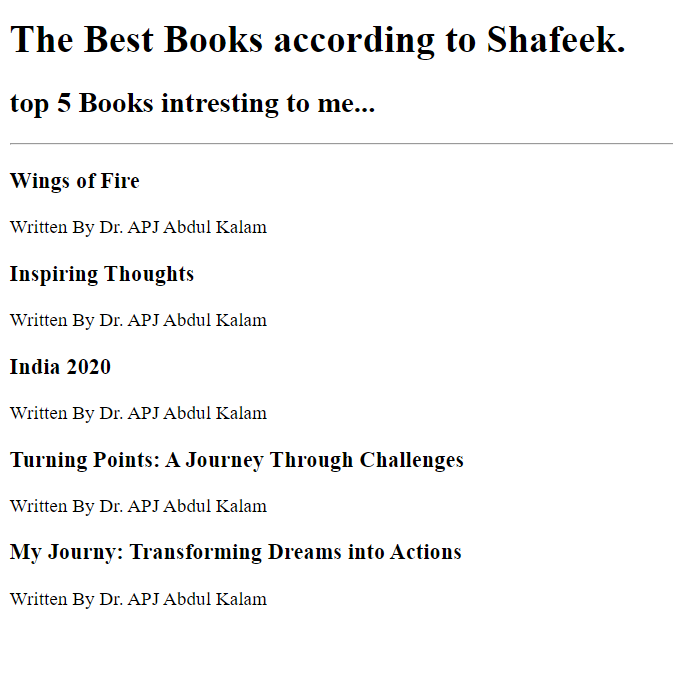 The Best Books according to Shafeek.
top 5 Books intresting to me...
Wings of Fire
Written By Dr. APJ Abdul Kalam
Inspiring Thoughts
Written By Dr. APJ Abdul Kalam
India 2020
Written By Dr. APJ Abdul Kalam
Turning Points: A Journey Through Challenges
Written By Dr. APJ Abdul Kalam
My Journy: Transforming Dreams into Actions
Written By Dr. APJ Abdul Kalam